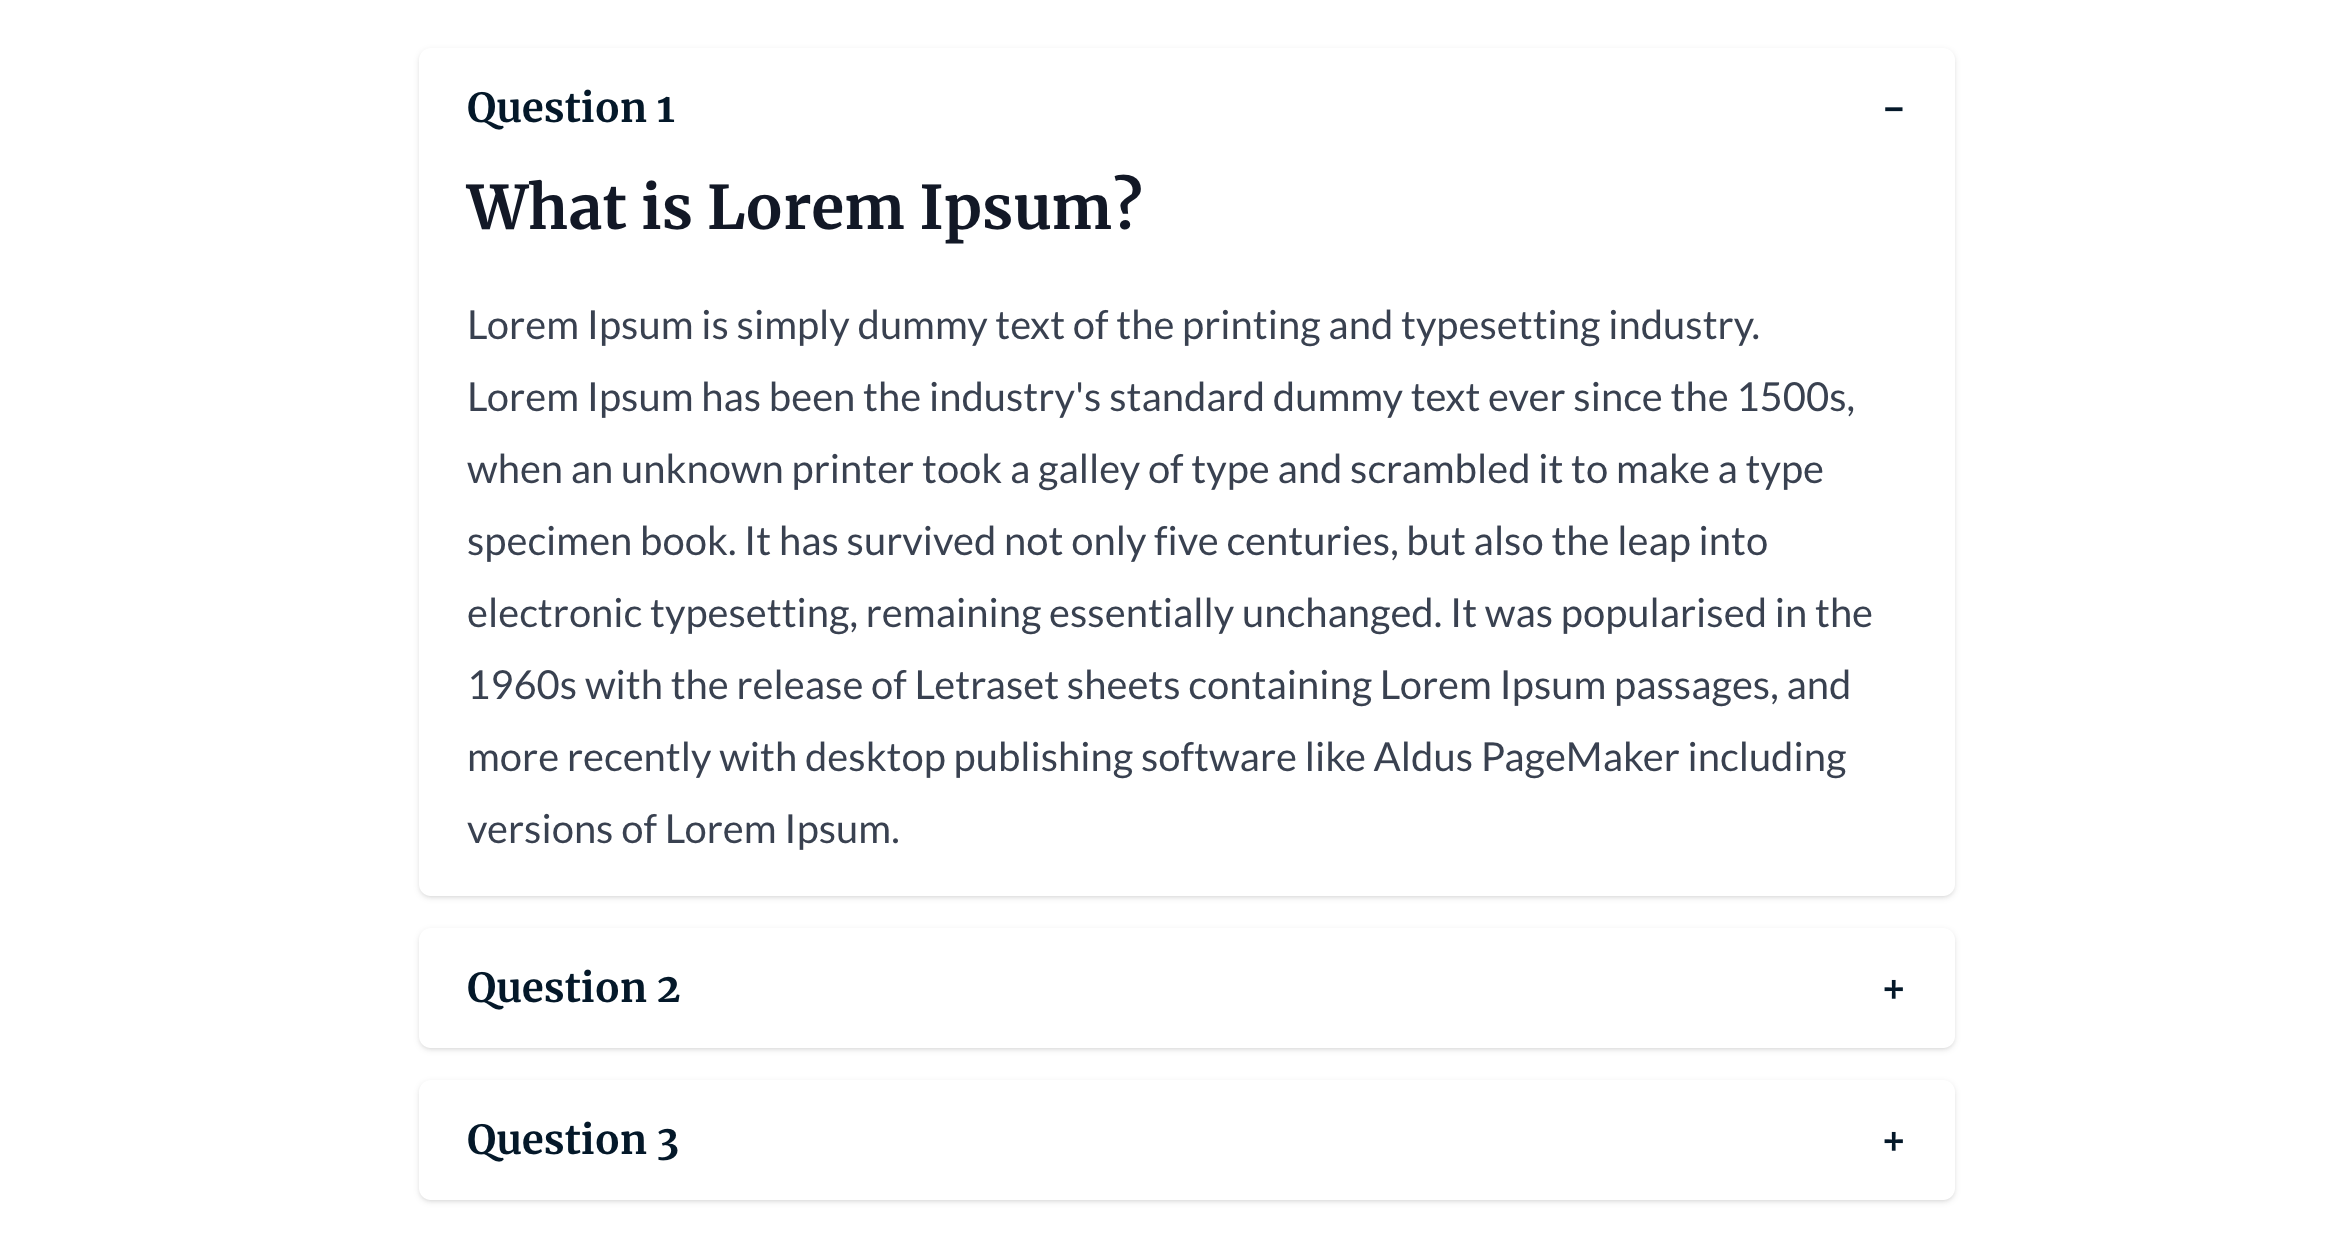 Question 1 −
What is Lorem Ipsum?
Lorem Ipsum is simply dummy text of the printing and typesetting industry.
Lorem Ipsum has been the industry's standard dummy text ever since the 1500s,
when an unknown printer took a galley of type and scrambled it to make a type
specimen book. It has survived not only five centuries, but also the leap into
electronic typesetting, remaining essentially unchanged. It was popularised in the
1960s with the release of Letraset sheets containing Lorem Ipsum passages, and
more recently with desktop publishing software like Aldus PageMaker including
versions of Lorem Ipsum.
Question 2 +
Question 3 +